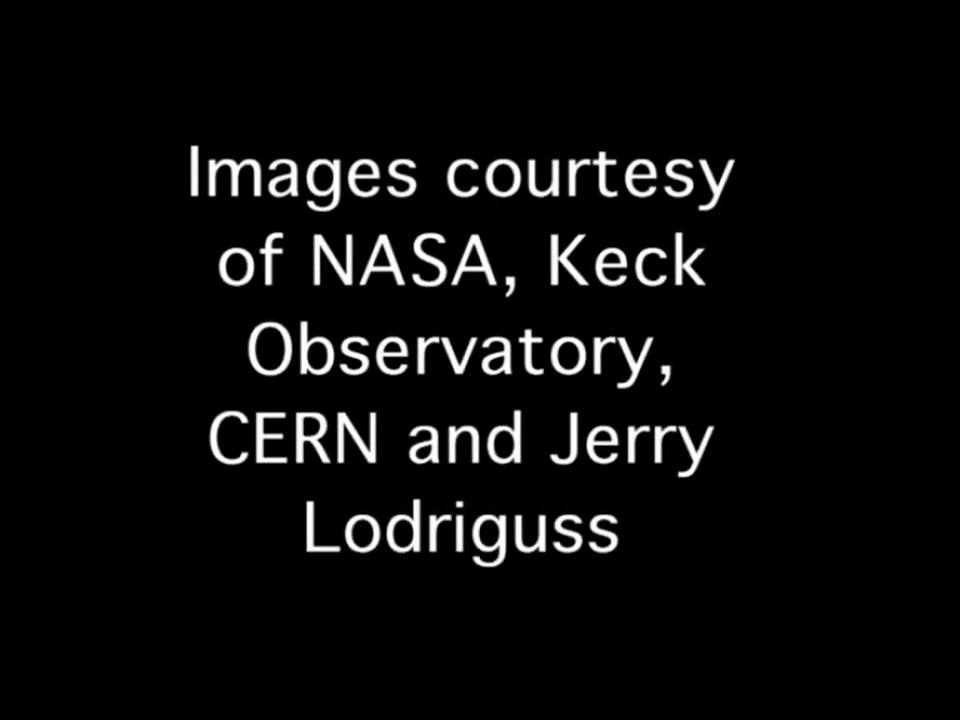 Images courtesy
of NASA, Keck
Observatory,
CERN and Jerry
Lodriguss